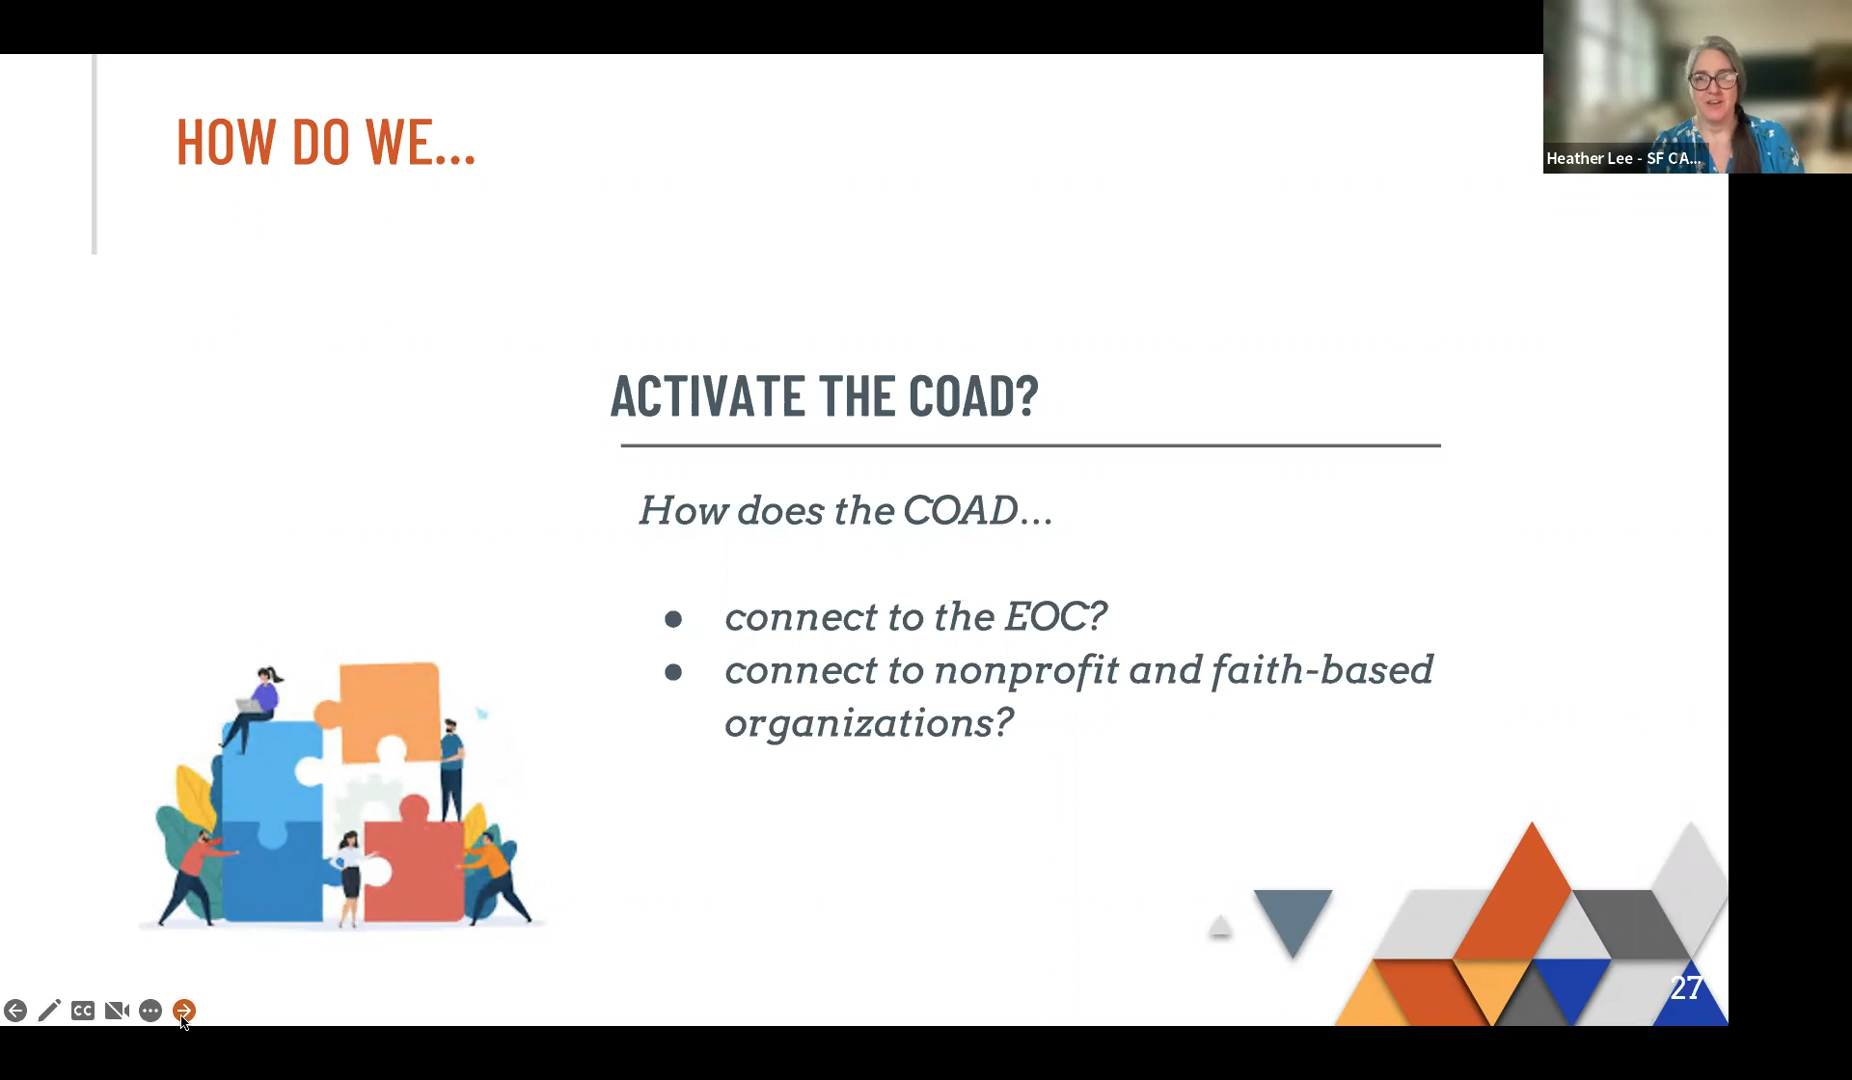 HOW DO WE...
Heather Lee - SF CA...
ACTIVATE THE COAD?
How does the COAD...
● connect to the EOC?
● connect to nonprofit and faith-based
organizations?
CC
27